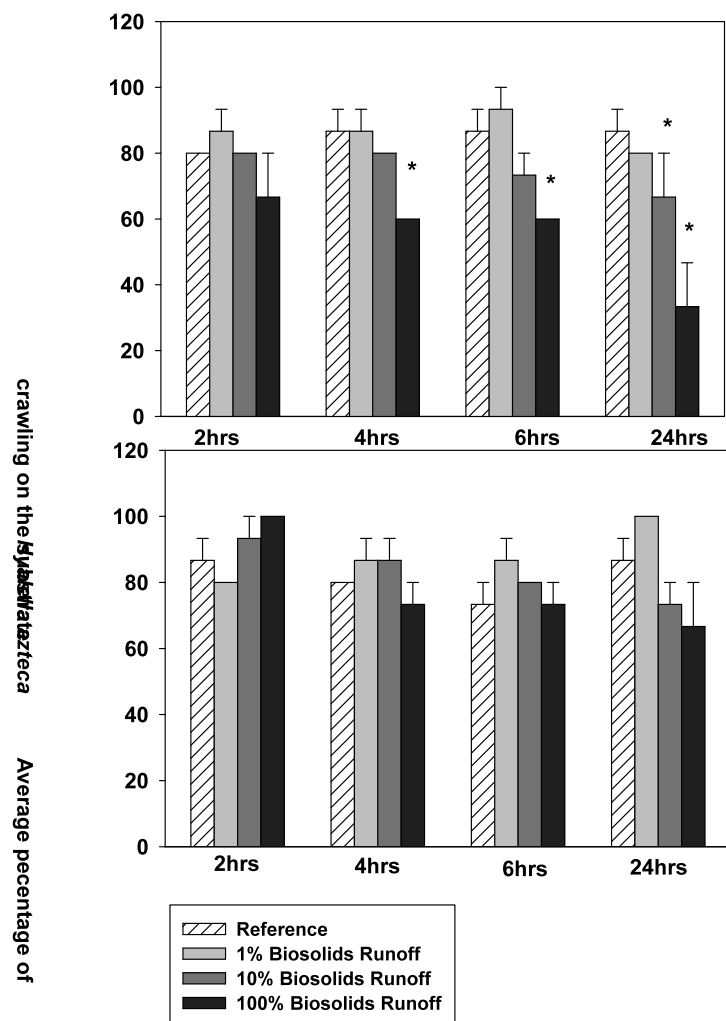 120
100
80
60
40
20
0
*
*
*
*
2hrs
4hrs
6hrs
24hrs
120
100
80
60
40
20
0
2hrs
4hrs
6hrs
24hrs
Average pecentage of
azteca
crawling on the
Reference
1% Biosolids Runoff
10% Biosolids Runoff
100% Biosolids Runoff